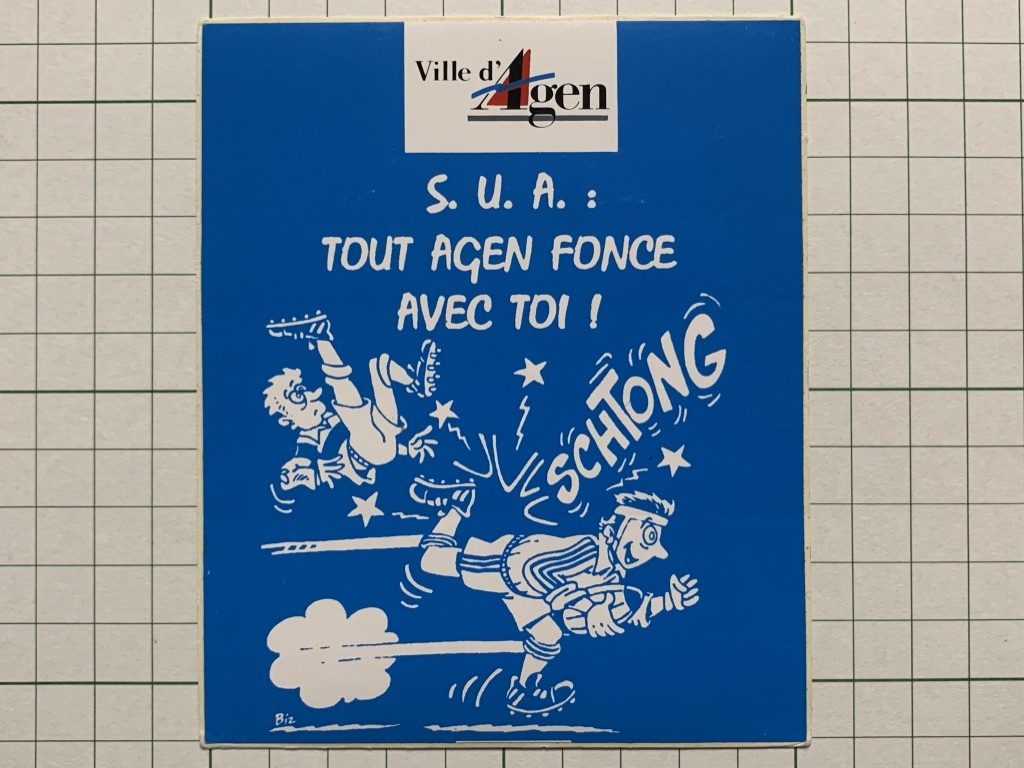 Ville d'Agen
S. U. A. :
TOUT AGEN FONCE
AVEC TOI !
SCHTONG
Biz